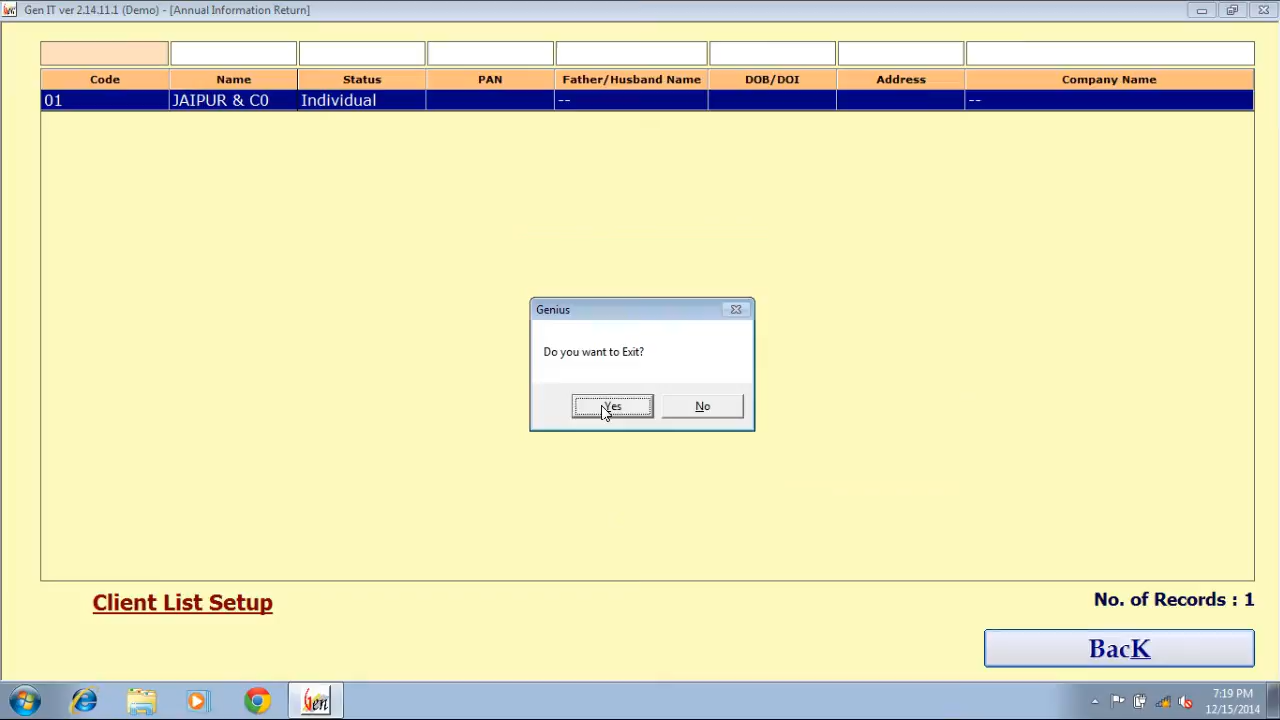 Gen IT ver 2.14.11.1 (Demo) - [Annual Information Return]
Code Name Status PAN Father/Husband Name DOB/DOI Address Company Name
01 JAIPUR & C0 Individual -- --
Genius
Do you want to Exit?
Yes No
Client List Setup
No. of Records : 1
BacK
Gen
7:19 PM
12/15/2014